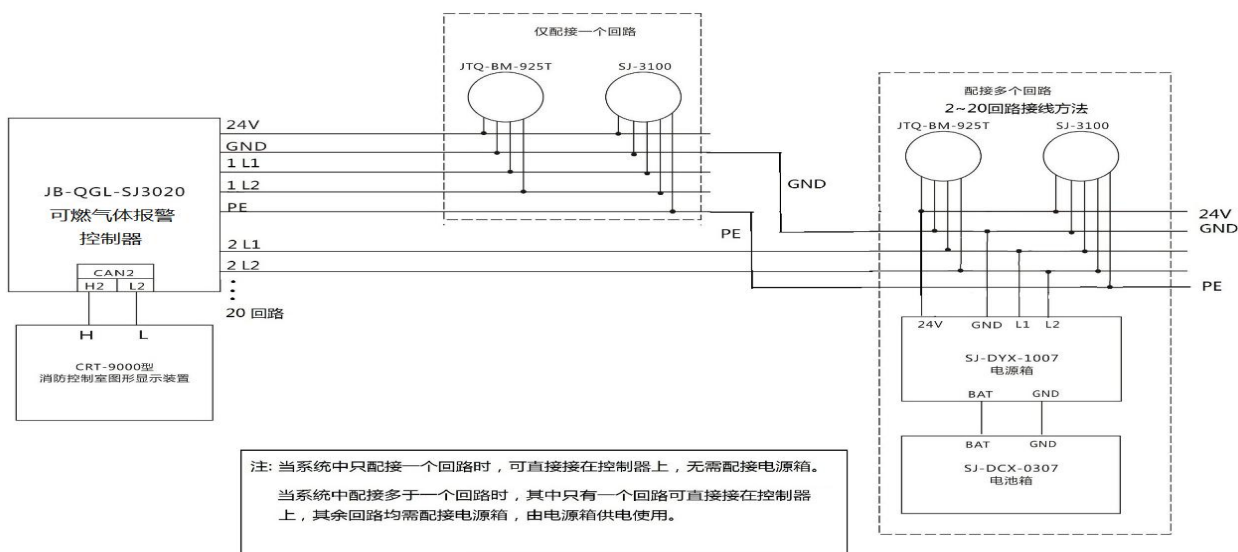 仅配接一个回路
JTQ-BM-925T
SJ-3100
配接多个回路
2~20回路接线方法
JTQ-BM-925T
SJ-3100
24V
GND
1 L1
1 L2
PE
2 L1
2 L2
20 回路
JB-QGL-SJ3020
可燃气体报警
控制器
CAN2
H2
L2
H
L
CRT-9000型
消防控制室图形显示装置
GND
PE
24V
GND
PE
24V
GND
L1
L2
SJ-DYX-1007
电源箱
BAT
GND
BAT
GND
SJ-DCX-0307
电池箱
注: 当系统中只配接一个回路时，可直接接在控制器上，无需配接电源箱。
当系统中配接多于一个回路时，其中只有一个回路可直接接在控制器
上，其余回路均需配接电源箱，由电源箱供电使用。